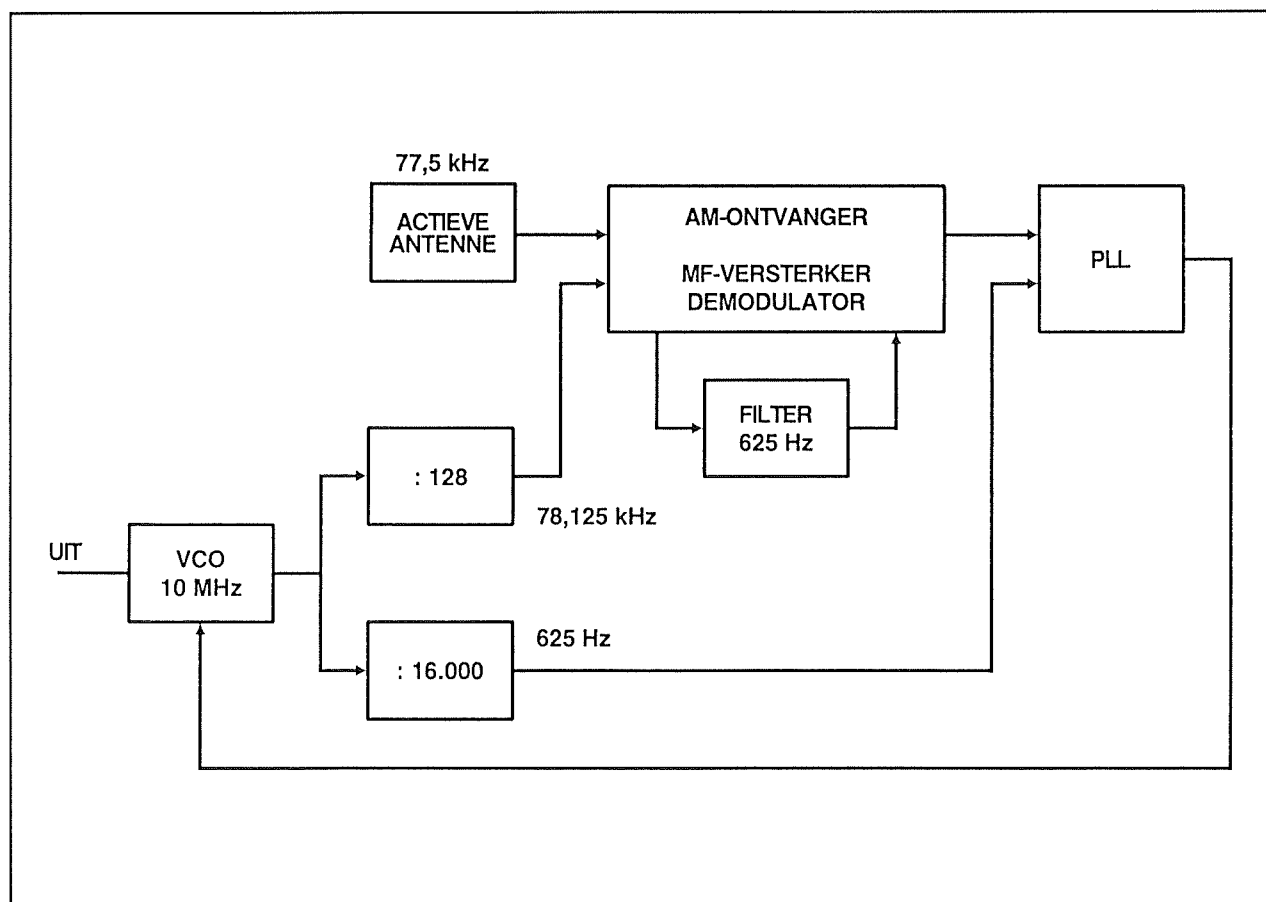 77,5 kHz
ACTIEVE
ANTENNE
AM-ONTVANGER
MF-VERSTERKER
DEMODULATOR
PLL
FILTER
625 Hz
: 128
78,125 kHz
UIT
VCO
10 MHz
625 Hz
: 16.000